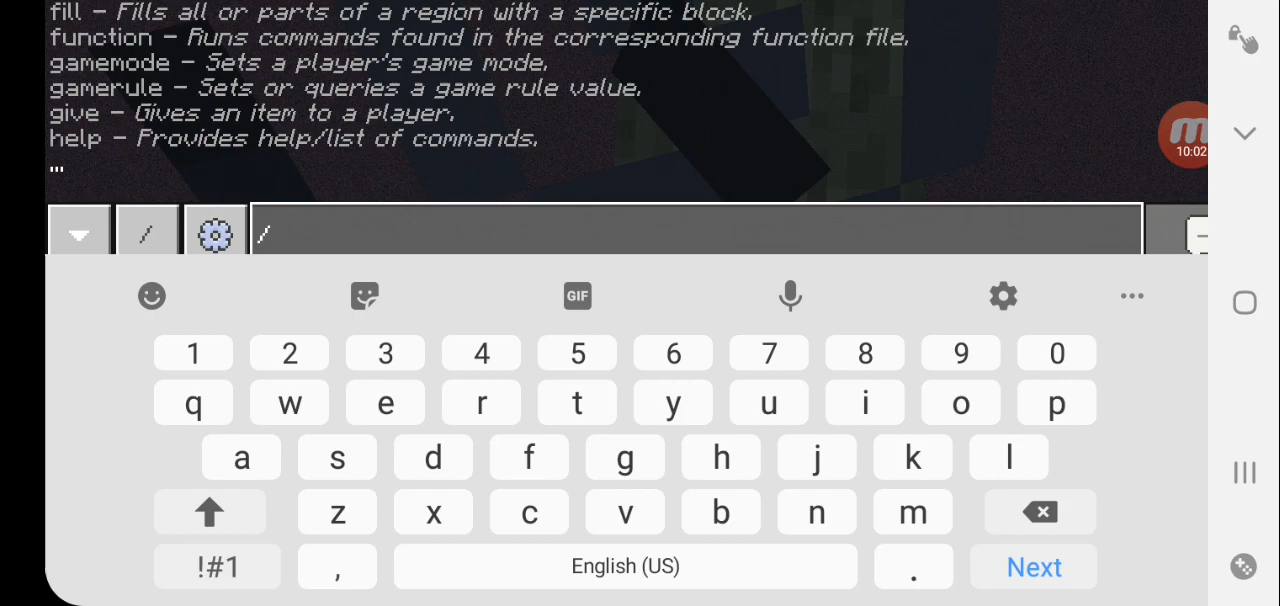 fill – Fills all or parts of a region with a specific block.
function – Runs commands found in the corresponding function file.
gamemode – Sets a player's game mode.
gamerule – Sets or queries a game rule value.
give – Gives an item to a player.
help – Provides help/list of commands.
...
10:02
/ /
GIF
1 2 3 4 5 6 7 8 9 0
q w e r t y u i o p
a s d f g h j k l
z x c v b n m
!#1 , English (US) . Next